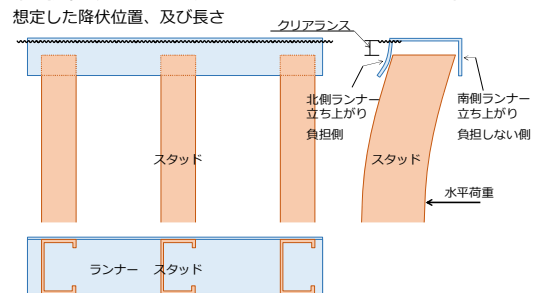 想定した降伏位置、及び長さ
クリアランス
北側ランナー
立ち上がり
負担側
南側ランナー
立ち上がり
負担しない側
スタッド
スタッド
水平荷重
ランナー
スタッド